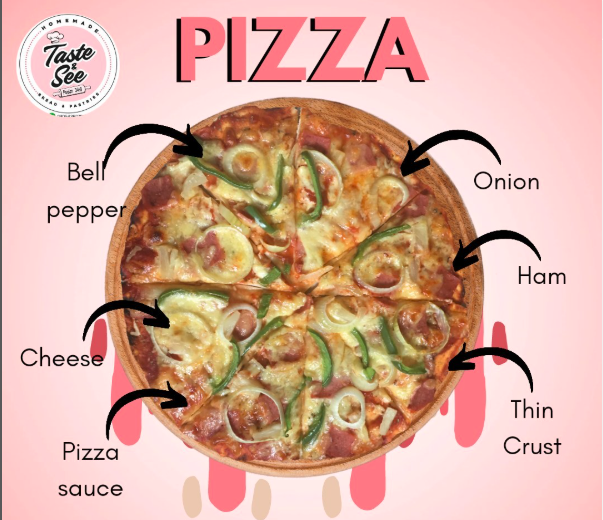 HOMEMADE
Taste
&
See
BREAD & PASTRIES
PIZZA
Bell
pepper
Onion
Ham
Cheese
Thin
Crust
Pizza
sauce